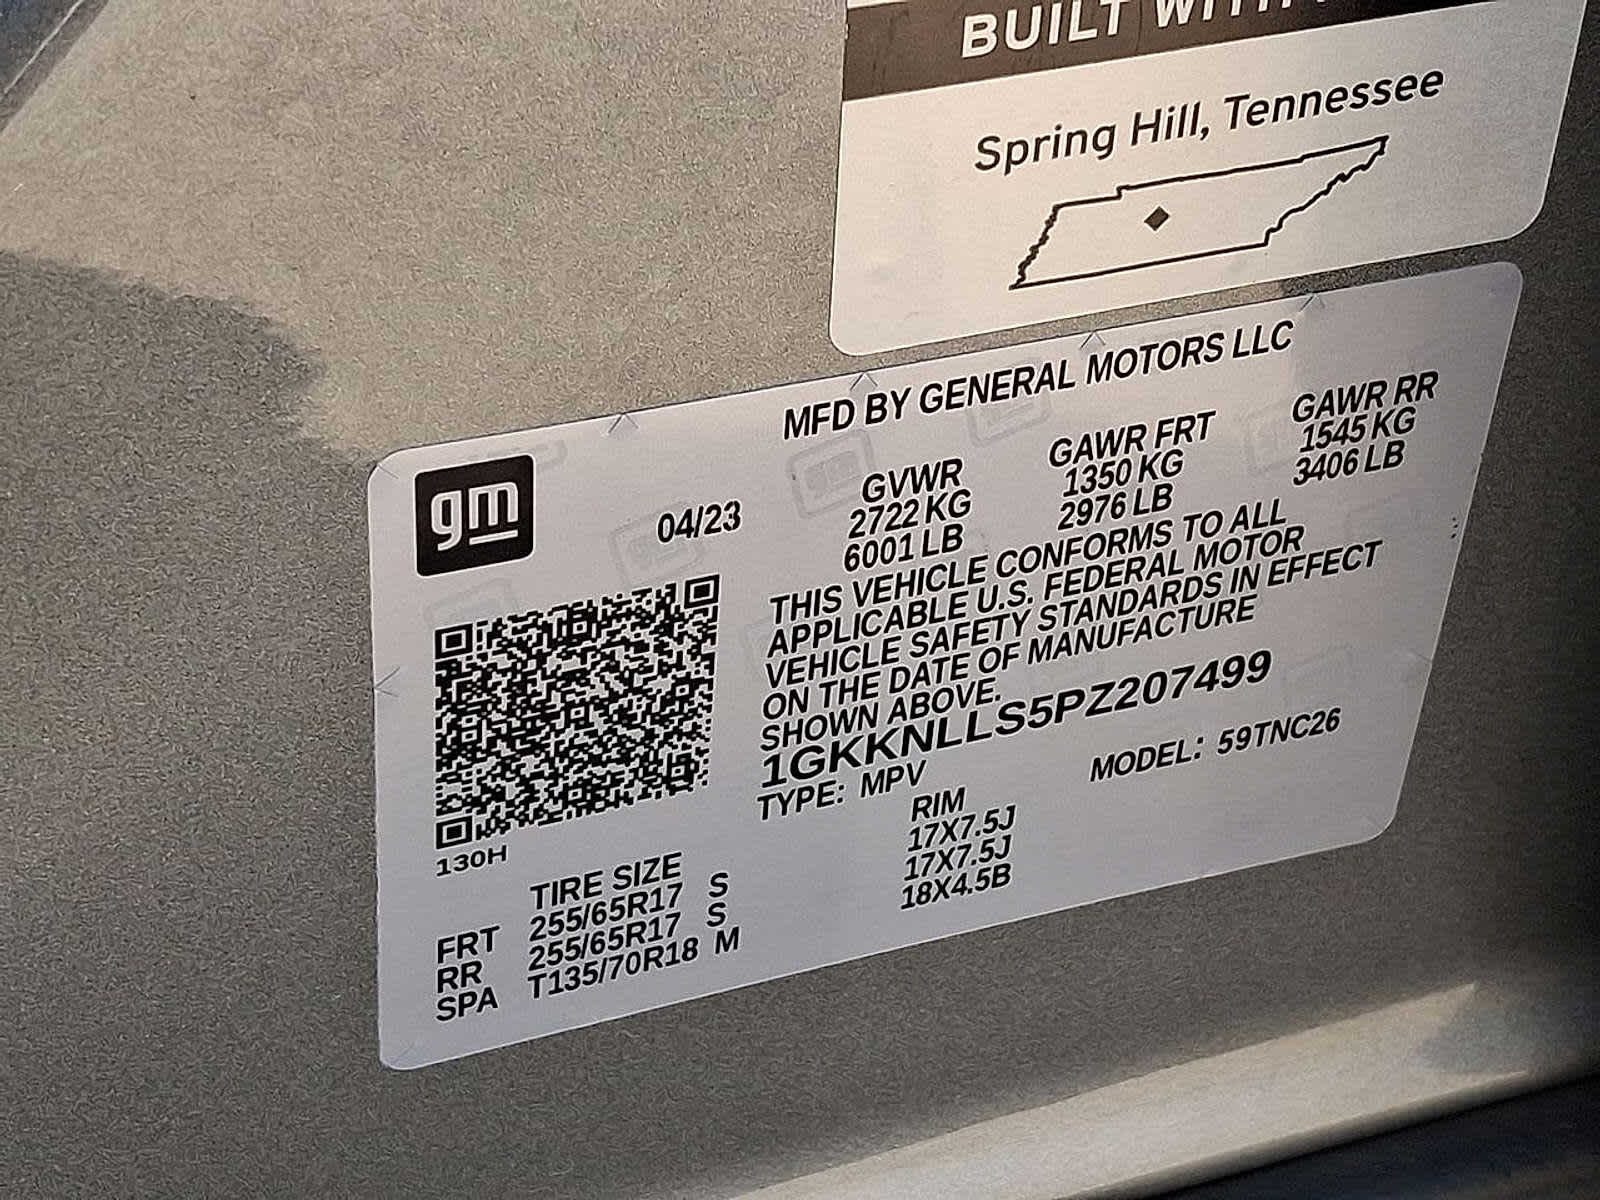 BUILT WITH
Spring Hill, Tennessee
MFD BY GENERAL MOTORS LLC
gm
04/23
GVWR GAWR FRT GAWR RR
2722 KG 1350 KG 1545 KG
6001 LB 2976 LB 3406 LB
THIS VEHICLE CONFORMS TO ALL
APPLICABLE U.S. FEDERAL MOTOR
VEHICLE SAFETY STANDARDS IN EFFECT
ON THE DATE OF MANUFACTURE
SHOWN ABOVE.
1GKKNLLS5PZ207499
TYPE: MPV MODEL: 59TNC26
130H
TIRE SIZE RIM
FRT 255/65R17 S 17X7.5J
RR 255/65R17 S 17X7.5J
SPA T135/70R18 M 18X4.5B